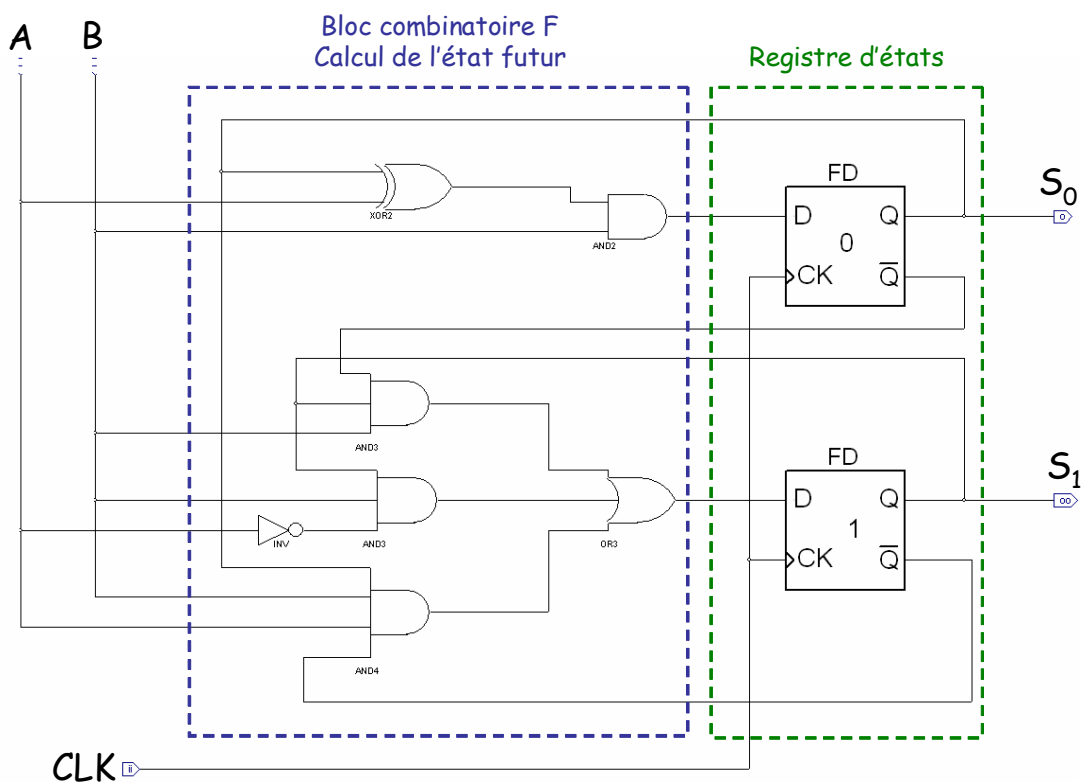 Bloc combinatoire F
Calcul de l'état futur
Registre d'états
A
B
XOR2
AND2
FD
D
Q
0
CK
Q
S0
AND3
INV
AND3
OR3
AND4
FD
D
Q
1
CK
Q
S1
CLK